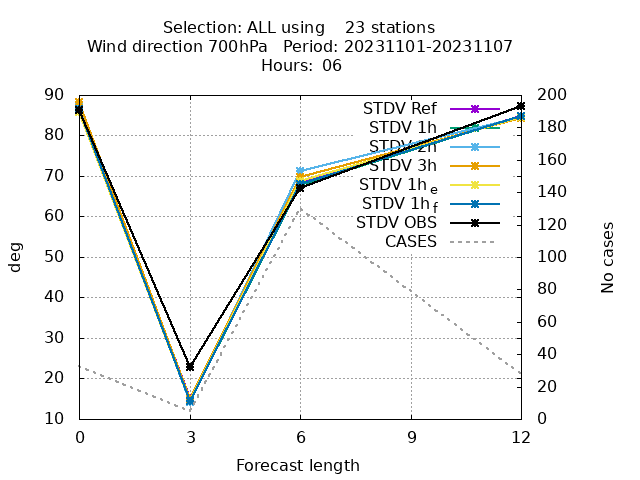 Selection: ALL using    23 stations
Wind direction 700hPa   Period: 20231101-20231107
Hours: 06
90
80
70
60
50
40
30
20
10
deg
200
180
160
140
120
100
80
60
40
20
0
No cases
STDV Ref
STDV 1h
STDV 2h
STDV 3h
STDV 1h e
STDV 1h f
STDV OBS
CASES
0
3
6
9
12
Forecast length